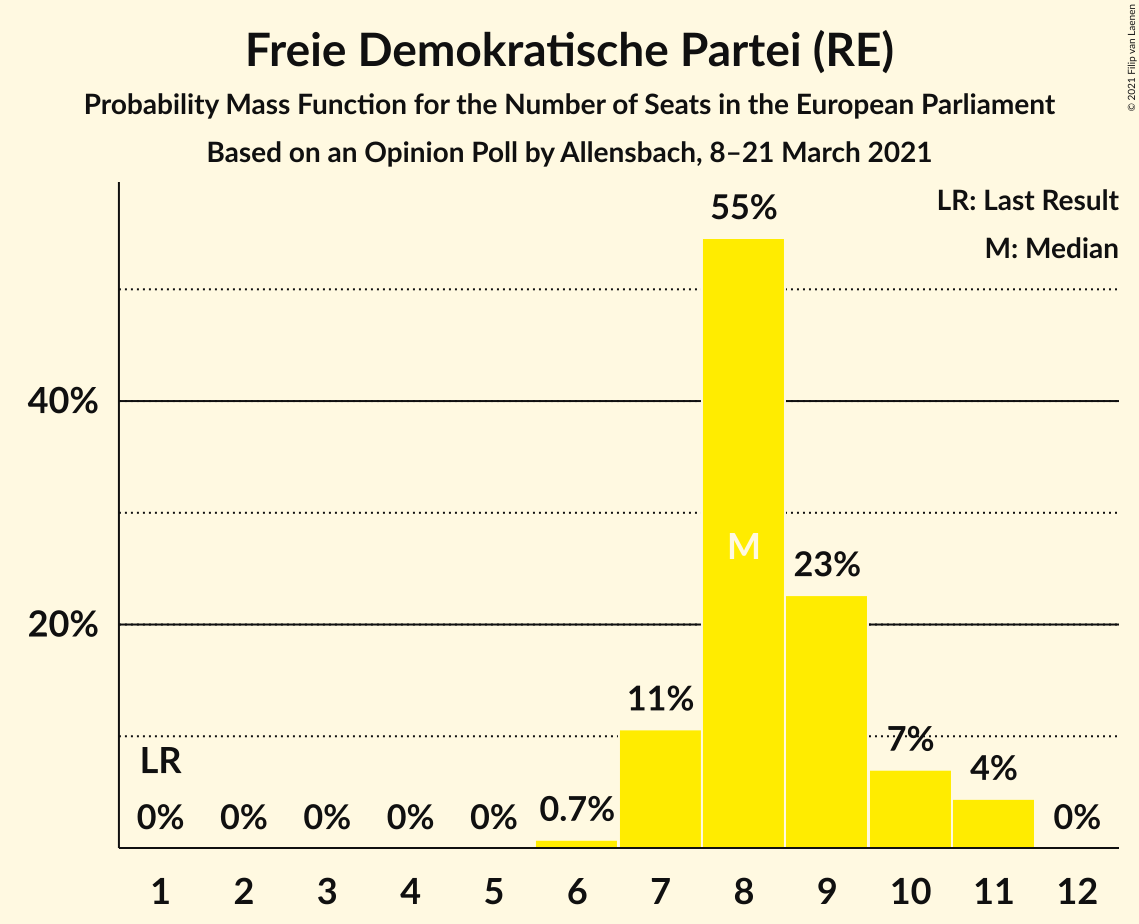 Freie Demokratische Partei (RE)
Probability Mass Function for the Number of Seats in the European Parliament
Based on an Opinion Poll by Allensbach, 8–21 March 2021
© 2021 Filip van Laenen
LR: Last Result
M: Median
55%
40%
M
23%
20%
11%
7%
LR
4%
0% 0% 0% 0% 0% 0.7% 0%
1 2 3 4 5 6 7 8 9 10 11 12